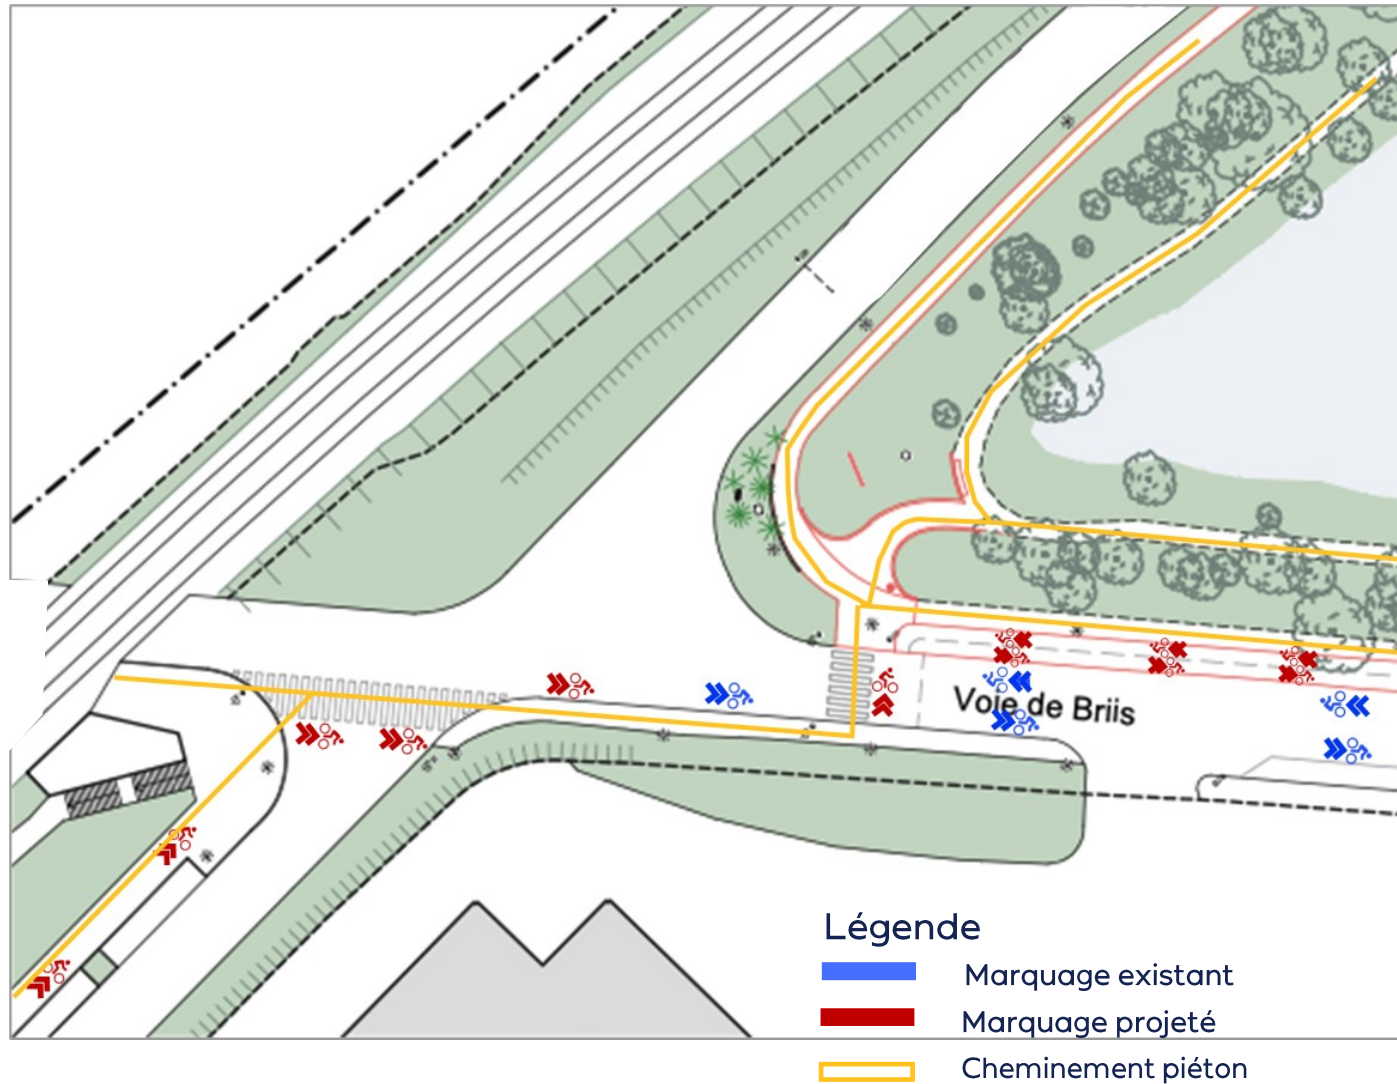 Voie de Briis
Légende
Marquage existant
Marquage projeté
Cheminement piéton